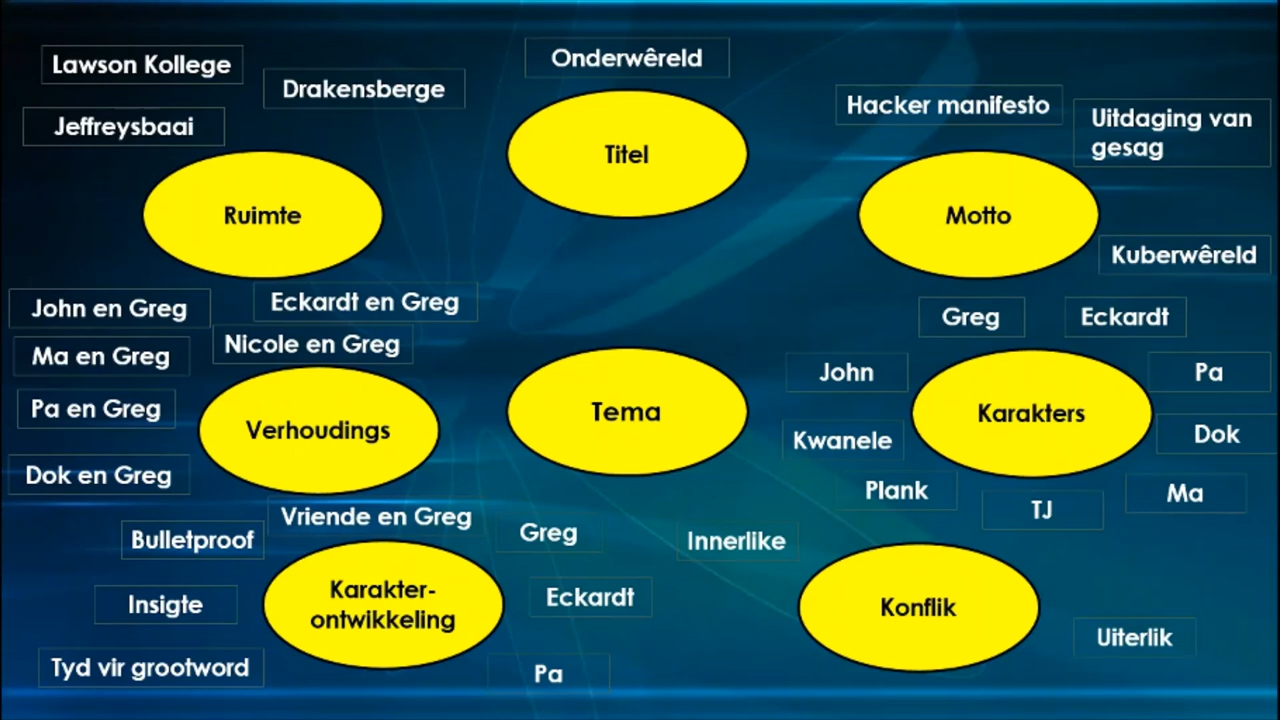 Lawson Kollege
Drakensberge
Jeffreysbaai
Ruimte
Onderwêreld
Titel
Hacker manifesto
Uitdaging van
gesag
Motto
Kuberwêreld
John en Greg
Eckardt en Greg
Ma en Greg
Nicole en Greg
Pa en Greg
Verhoudings
Dok en Greg
Vriende en Greg
Tema
Greg
Eckardt
John
Pa
Karakters
Kwanele
Dok
Plank
TJ
Ma
Bulletproof
Greg
Insigte
Karakter-
ontwikkeling
Eckardt
Tyd vir grootword
Pa
Innerlike
Konflik
Uiterlik